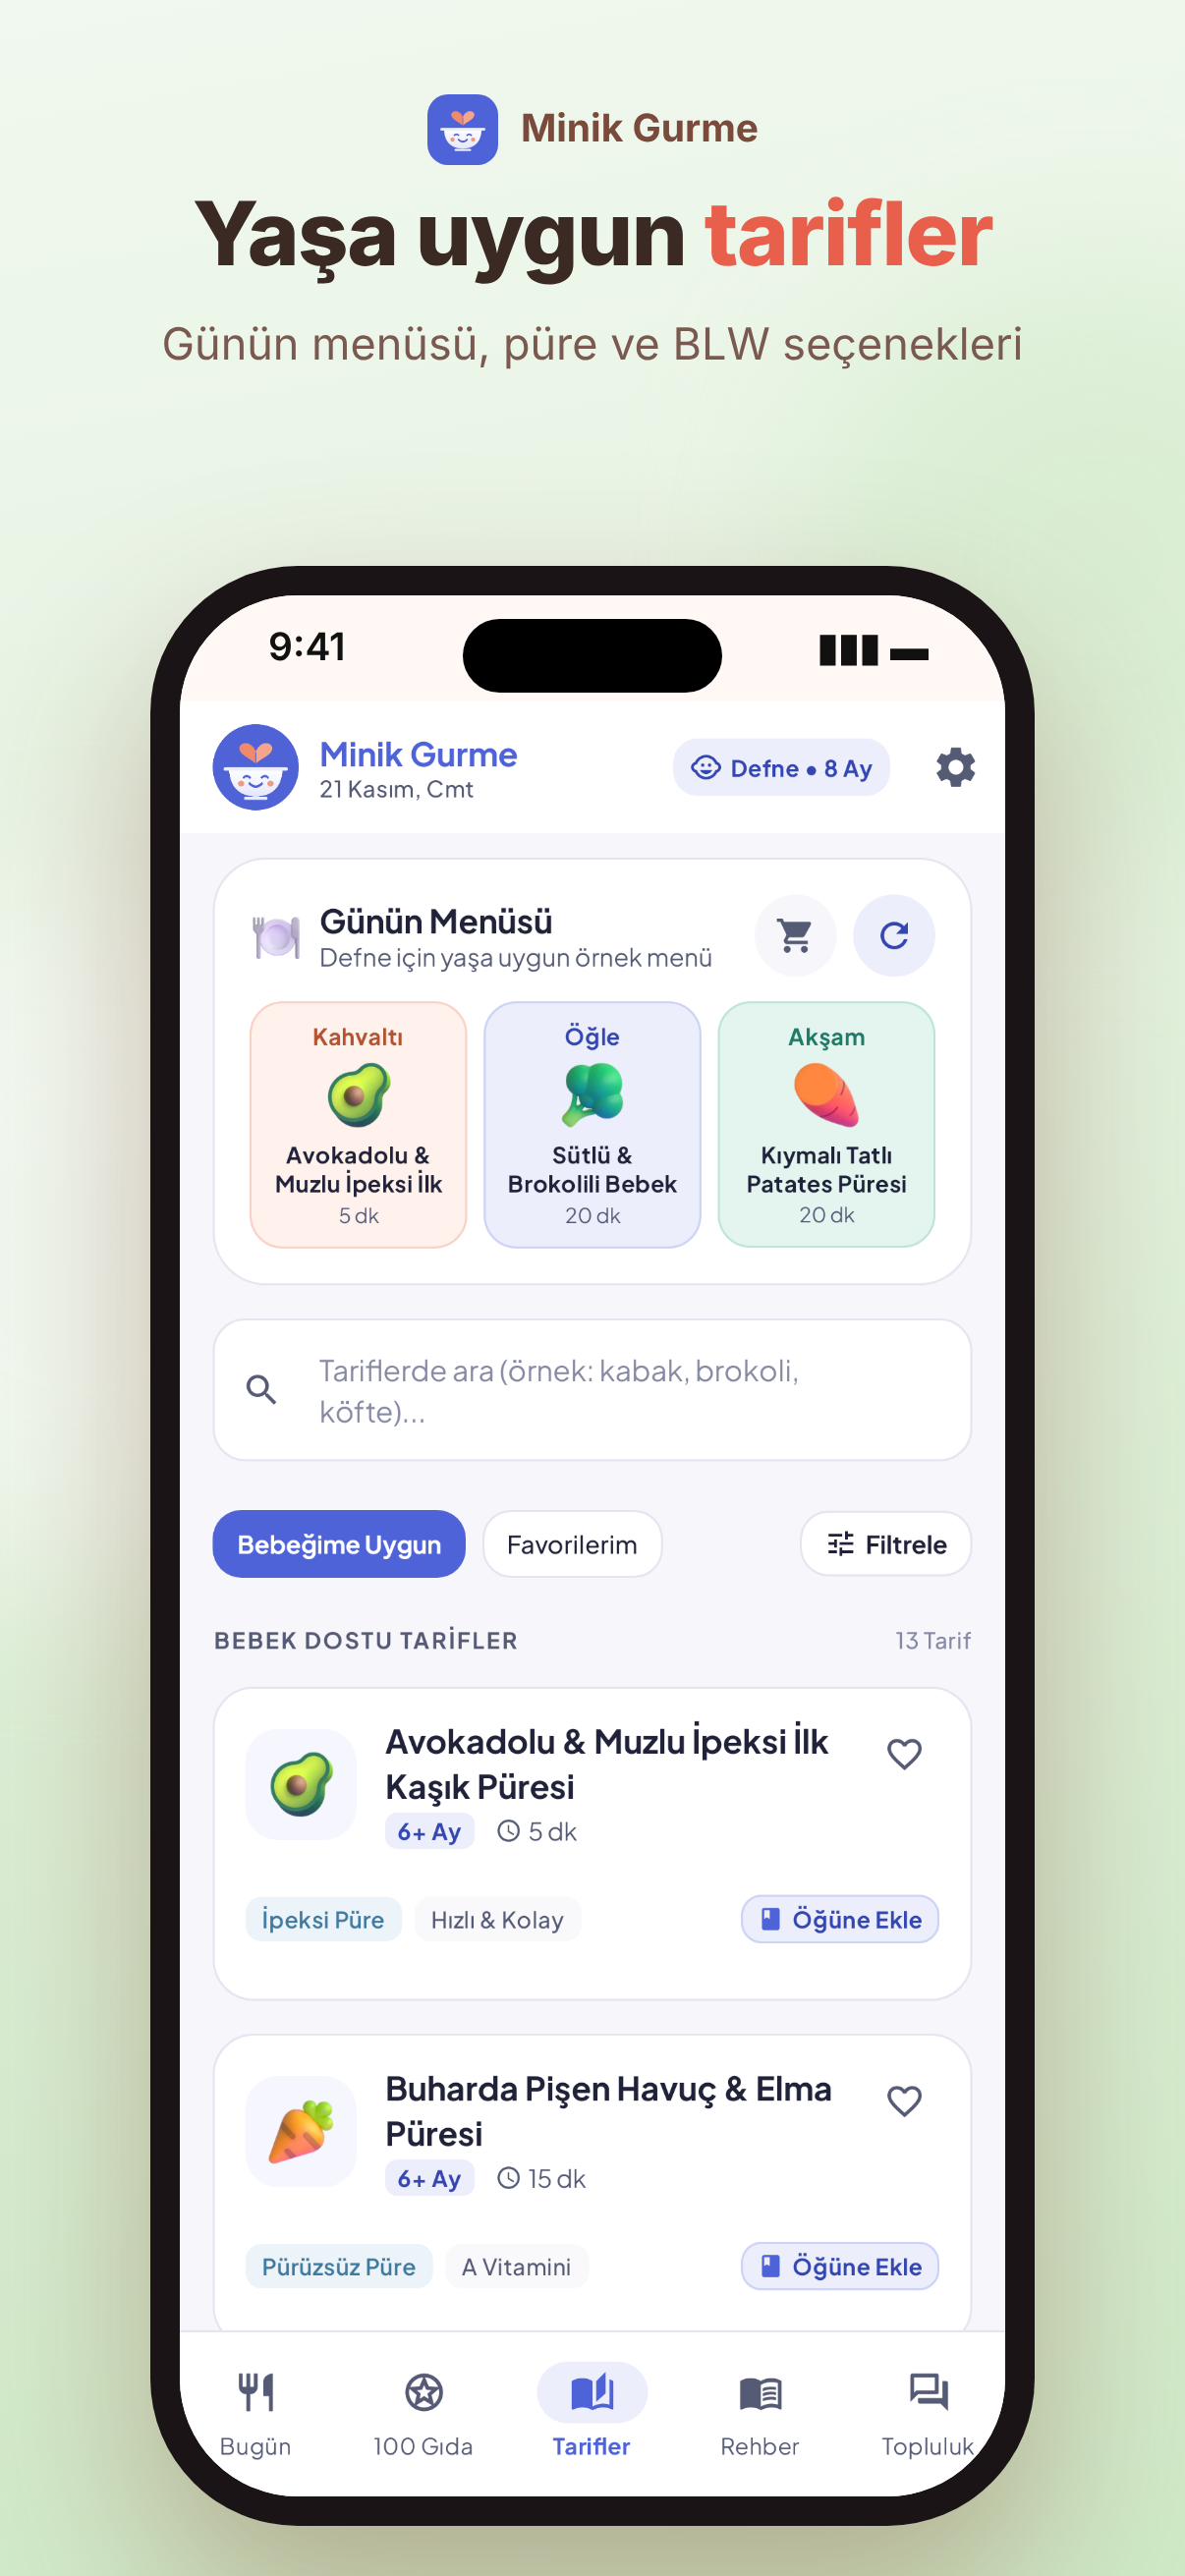 Minik Gurme
Yaşa uygun tarifler
Günün menüsü, püre ve BLW seçenekleri
9:41
Minik Gurme
21 Kasım, Cmt
Defne • 8 Ay
Günün Menüsü
Defne için yaşa uygun örnek menü
Kahvaltı
Avokadolu &
Muzlu İpeksi İlk
5 dk
Öğle
Sütlü &
Brokolili Bebek
20 dk
Akşam
Kıymalı Tatlı
Patates Püresi
20 dk
Tariflerde ara (örnek: kabak, brokoli,
köfte)...
Bebeğime Uygun
Favorilerim
Filtrele
BEBEK DOSTU TARİFLER
13 Tarif
Avokadolu & Muzlu İpeksi İlk
Kaşık Püresi
6+ Ay
5 dk
İpeksi Püre
Hızlı & Kolay
Öğüne Ekle
Buharda Pişen Havuç & Elma
Püresi
6+ Ay
15 dk
Pürüzsüz Püre
A Vitamini
Öğüne Ekle
Bugün
100 Gıda
Tarifler
Rehber
Topluluk